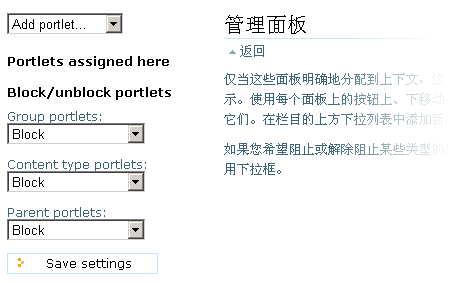 Add portlet...
Portlets assigned here
Block/unblock portlets
Group portlets:
Block
Content type portlets:
Block
Parent portlets:
Block
Save settings
管理面板
返回
仅当这些面板明确地分配到上下文，这
示。使用每个面板上的按钮上、下移动
它们。在栏目的上方下拉列表中添加新
如果您希望阻止或解除阻止某些类型的
用下拉框。